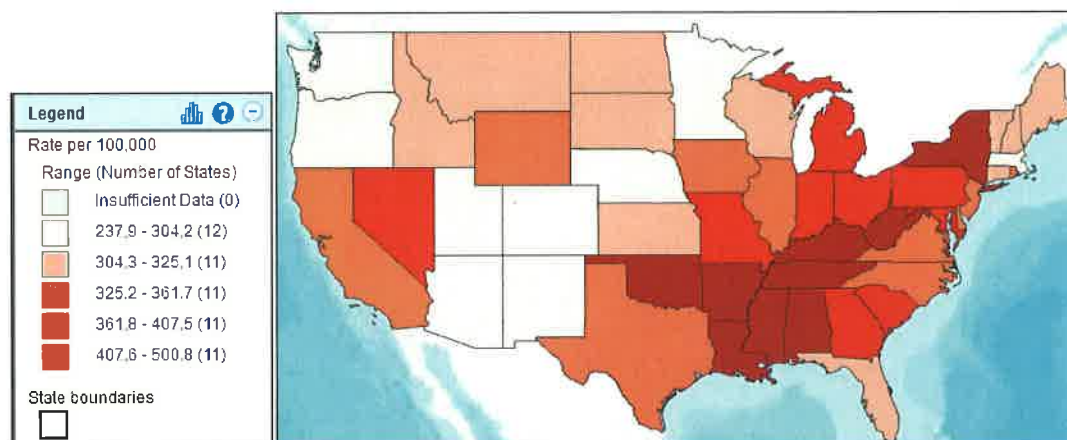 Legend ?
Rate per 100,000
Range (Number of States)
Insufficient Data (0)
237,9 - 304,2 (12)
304,3 - 325,1 (11)
325,2 - 361,7 (11)
361,8 - 407,5 (11)
407,6 - 500,8 (11)
State boundaries